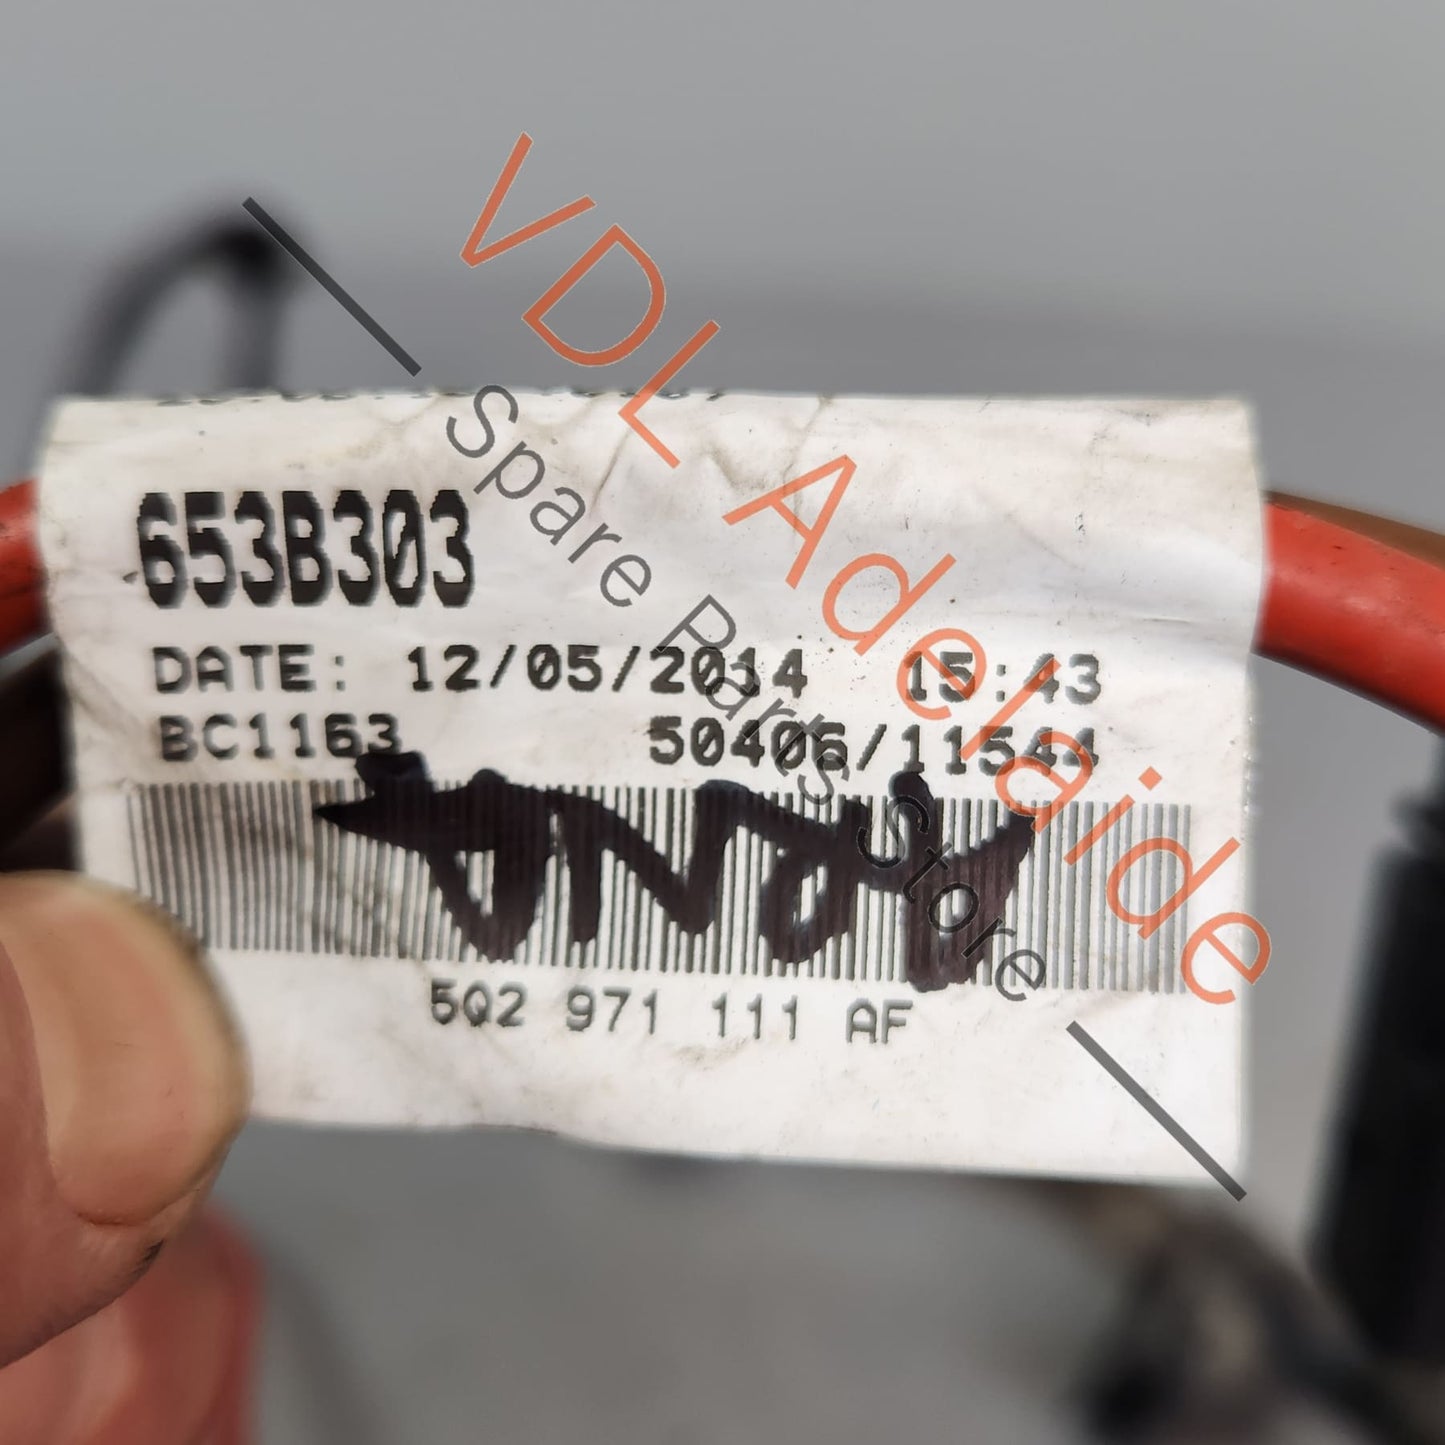 653B303
DATE: 12/05/2014 15:43
BC1163 50406/11544
5Q2 971 111 AF
VDL Adelaide
Spare Parts Store